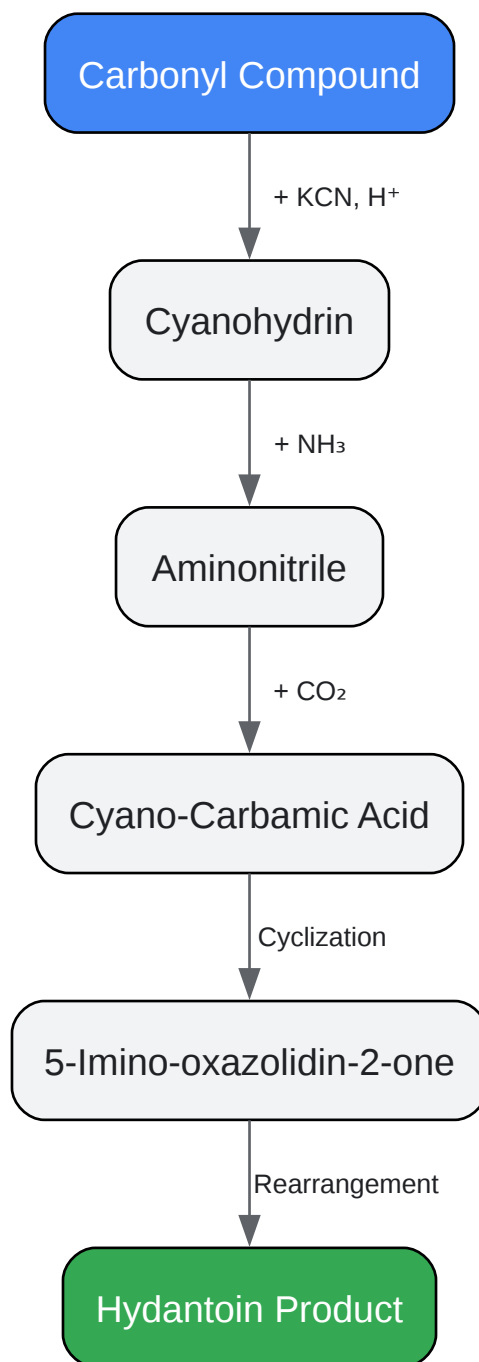 Carbonyl Compound
+ KCN, H⁺
Cyanohydrin
+ NH₃
Aminonitrile
+ CO₂
Cyano-Carbamic Acid
Cyclization
5-Imino-oxazolidin-2-one
Rearrangement
Hydantoin Product